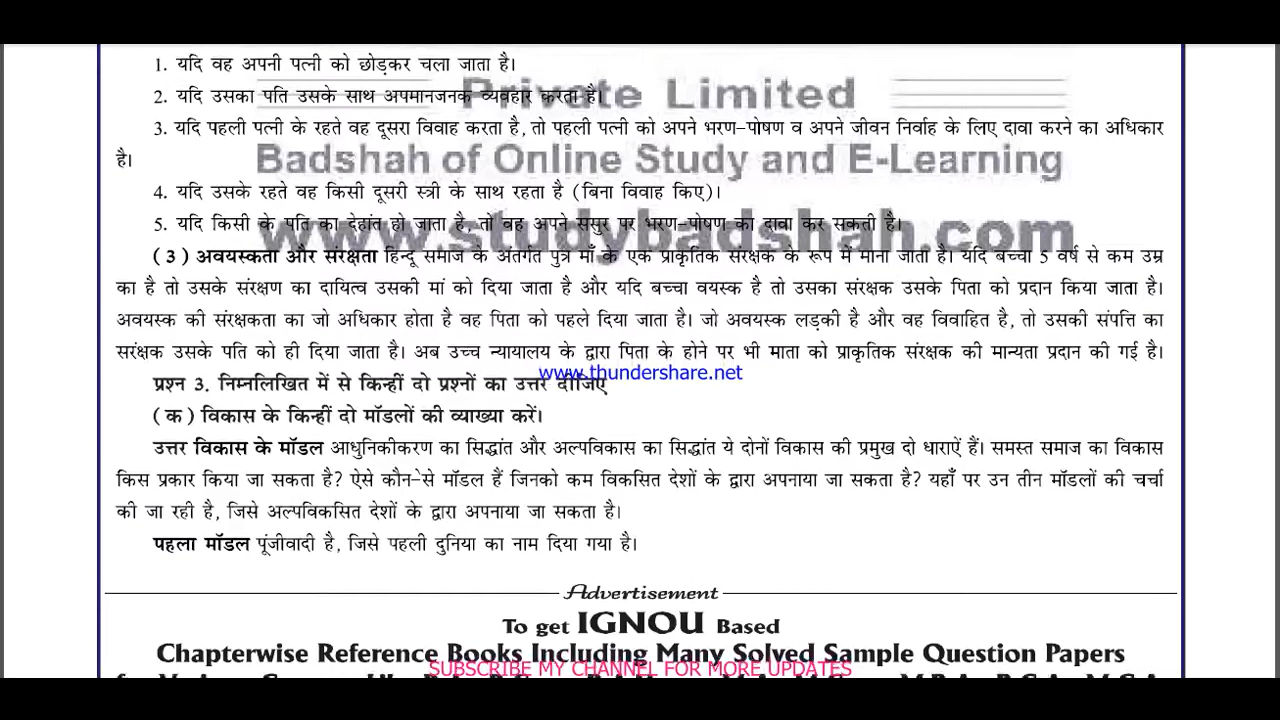 1. यदि वह अपनी पत्नी को छोड़कर चला जाता है।
Private Limited
2. यदि उसका पति उसके साथ अपमानजनक व्यवहार करता है।
3. यदि पहली पत्नी के रहते वह दूसरा विवाह करता है, तो पहली पत्नी को अपने भरण-पोषण व अपने जीवन निर्वाह के लिए दावा करने का अधिकार
है।
Badshah of Online Study and E-Learning
4. यदि उसके रहते वह किसी दूसरी स्त्री के साथ रहता है (बिना विवाह किए)।
5. यदि किसी के पति का देहांत हो जाता है, तो वह अपने ससुर पर भरण-पोषण का दावा कर सकती है।
www.studybadshah.com
(3) अवयस्कता और संरक्षता हिन्दू समाज के अंतर्गत पुत्र माँ के एक प्राकृतिक संरक्षक के रूप में माना जाता है। यदि बच्चा 5 वर्ष से कम उम्र
का है तो उसके संरक्षण का दायित्व उसकी मां को दिया जाता है और यदि बच्चा वयस्क है तो उसका संरक्षक उसके पिता को प्रदान किया जाता है।
अवयस्क की संरक्षकता का जो अधिकार होता है वह पिता को पहले दिया जाता है। जो अवयस्क लड़की है और वह विवाहित है, तो उसकी संपत्ति का
सरंक्षक उसके पति को ही दिया जाता है। अब उच्च न्यायालय के द्वारा पिता के होने पर भी माता को प्राकृतिक संरक्षक की मान्यता प्रदान की गई है।
www.thundershare.net
प्रश्न 3. निम्नलिखित में से किन्हीं दो प्रश्नों का उत्तर दीजिए
(क) विकास के किन्हीं दो मॉडलों की व्याख्या करें।
उत्तर विकास के मॉडल आधुनिकीकरण का सिद्धांत और अल्पविकास का सिद्धांत ये दोनों विकास की प्रमुख दो धाराऐं हैं। समस्त समाज का विकास
किस प्रकार किया जा सकता है? ऐसे कौन-से मॉडल हैं जिनको कम विकसित देशों के द्वारा अपनाया जा सकता है? यहाँ पर उन तीन मॉडलों की चर्चा
की जा रही है, जिसे अल्पविकसित देशों के द्वारा अपनाया जा सकता है।
पहला मॉडल पूंजीवादी है, जिसे पहली दुनिया का नाम दिया गया है।
Advertisement
To get IGNOU Based
Chapterwise Reference Books Including Many Solved Sample Question Papers
SUBSCRIBE MY CHANNEL FOR MORE UPDATES